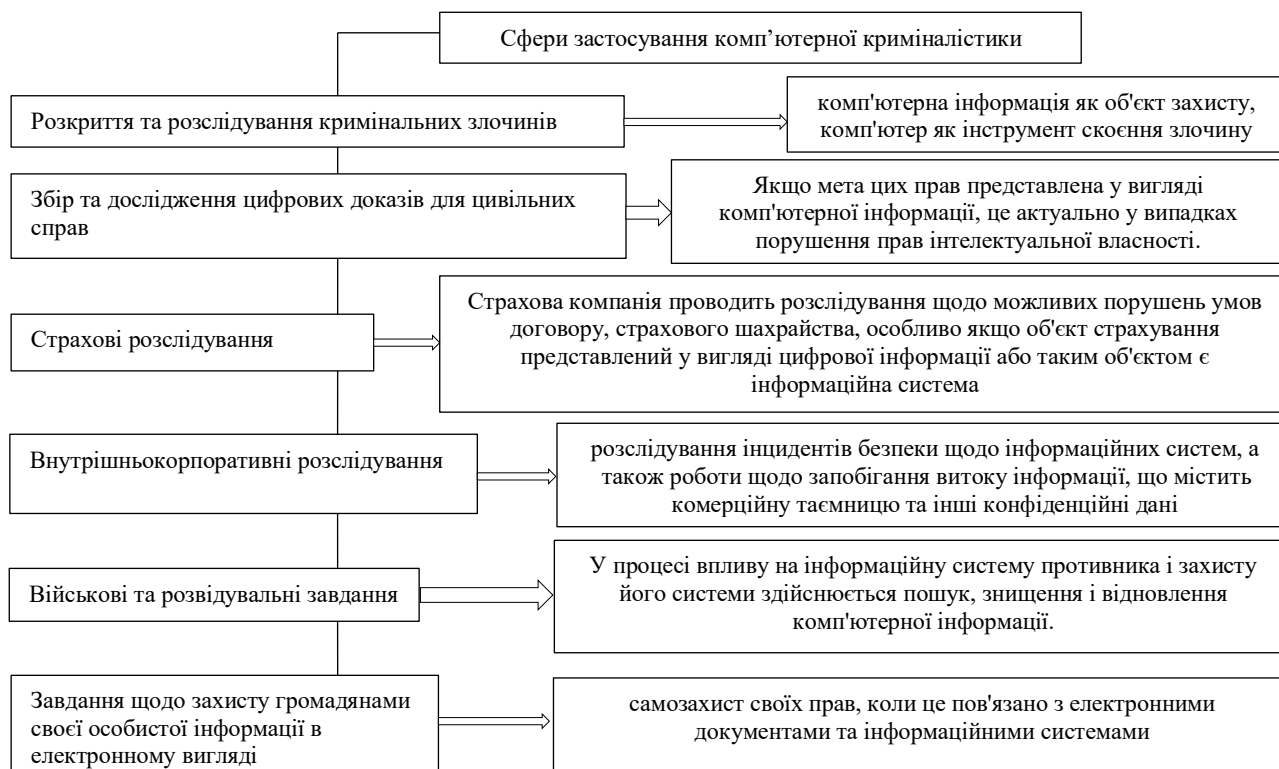 Сфери застосування комп’ютерної криміналістики
Розкриття та розслідування кримінальних злочинів
комп'ютерна інформація як об'єкт захисту,
комп'ютер як інструмент скоєння злочину
Збір та дослідження цифрових доказів для цивільних
справ
Якщо мета цих прав представлена у вигляді
комп'ютерної інформації, це актуально у випадках
порушення прав інтелектуальної власності.
Страхові розслідування
Страхова компанія проводить розслідування щодо можливих порушень умов
договору, страхового шахрайства, особливо якщо об'єкт страхування
представлений у вигляді цифрової інформації або таким об'єктом є
інформаційна система
Внутрішньокорпоративні розслідування
розслідування інцидентів безпеки щодо інформаційних систем, а
також роботи щодо запобігання витоку інформації, що містить
комерційну таємницю та інші конфіденційні дані
Військові та розвідувальні завдання
У процесі впливу на інформаційну систему противника і захисту
його системи здійснюється пошук, знищення і відновлення
комп'ютерної інформації.
Завдання щодо захисту громадянами
своєї особистої інформації в
електронному вигляді
самозахист своїх прав, коли це пов'язано з електронними
документами та інформаційними системами